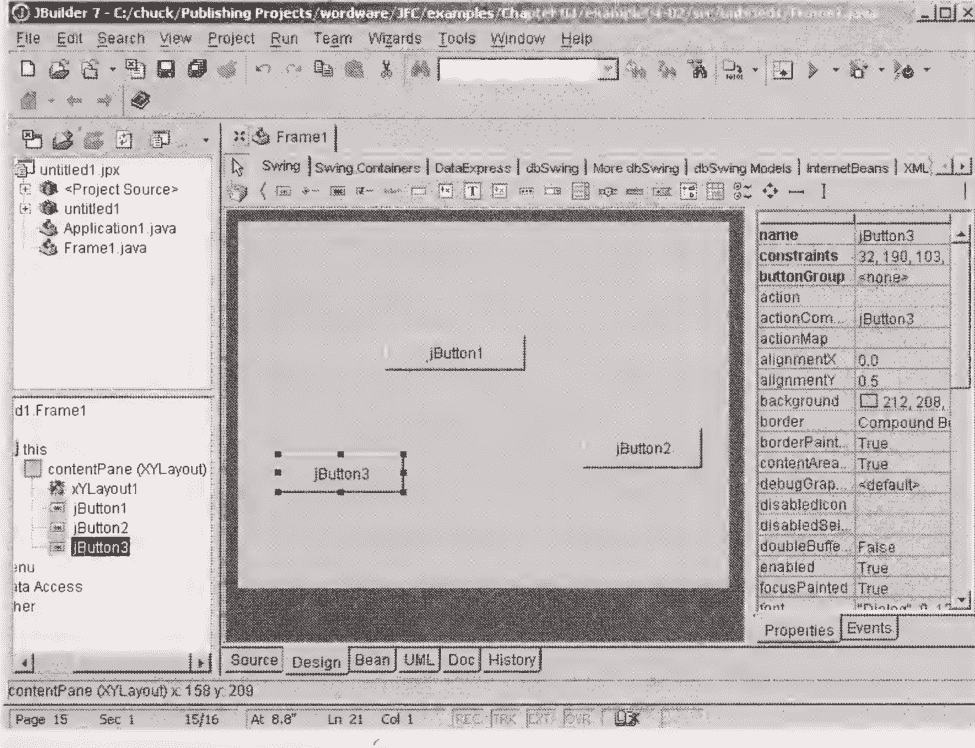 JBuilder 7 - C:/chuck/Publishing Projects/wordware/JFC/examples/
File Edit Search View Project Run Team Wizards Tools Window Help
Frame1
Swing Swing Containers DataExpress dbSwing More dbSwing dbSwing Models InternetBeans XML
untitled1.jpx
<Project Source>
untitled1
Application1.java
Frame1.java
d1.Frame1
this
contentPane (XYLayout)
xYLayout1
jButton1
jButton2
jButton3
enu
ata Access
her
jButton1
jButton2
jButton3
name jButton3
constraints 32, 190, 103,
buttonGroup <none>
action
actionCom... jButton3
actionMap
alignmentX 0.0
alignmentY 0.5
background 212, 208,
border Compound B
borderPaint... True
contentArea... True
debugGrap... <default>
disabledIcon
disabledSel...
doubleBuffe... False
enabled True
focusPainted True
font "Dialog", 0, 12
Properties Events
Source Design Bean UML Doc History
contentPane (XYLayout) x: 158 y: 209
Page 15 Sec 1 15/16 At 8.8" Ln 21 Col 1 REC TRK EXT OVR